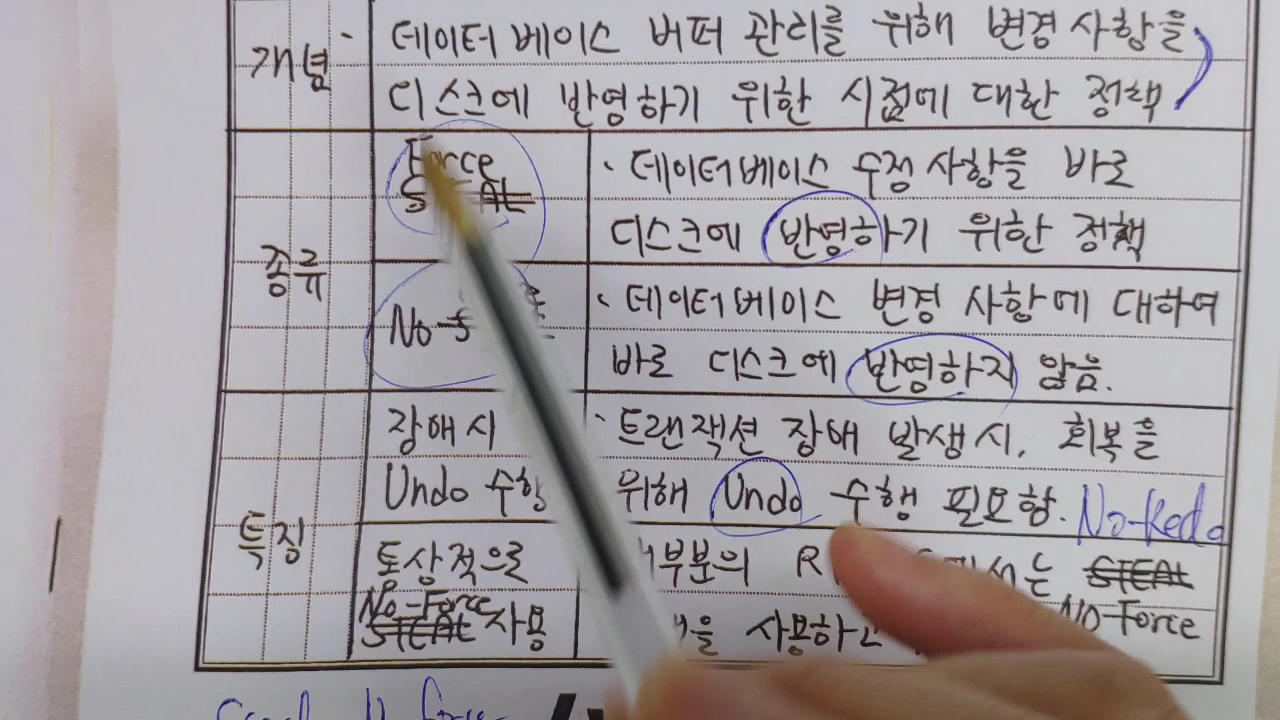 개념
데이터 베이스 버퍼 관리를 위해 변경 사항을
디스크에 반영하기 위한 시점에 대한 정책
종류
Force
데이터베이스 수정 사항을 바로
디스크에 반영하기 위한 정책
No-
데이터베이스 변경 사항에 대하여
바로 디스크에 반영하지 않음.
특징
장애시
Undo 수행
트랜잭션 장애 발생시, 회복을
위해 Undo 수행 필요함. No-Redo
통상적으로
No-Force
STEAL 사용
STEAL
사용하고
No-Force